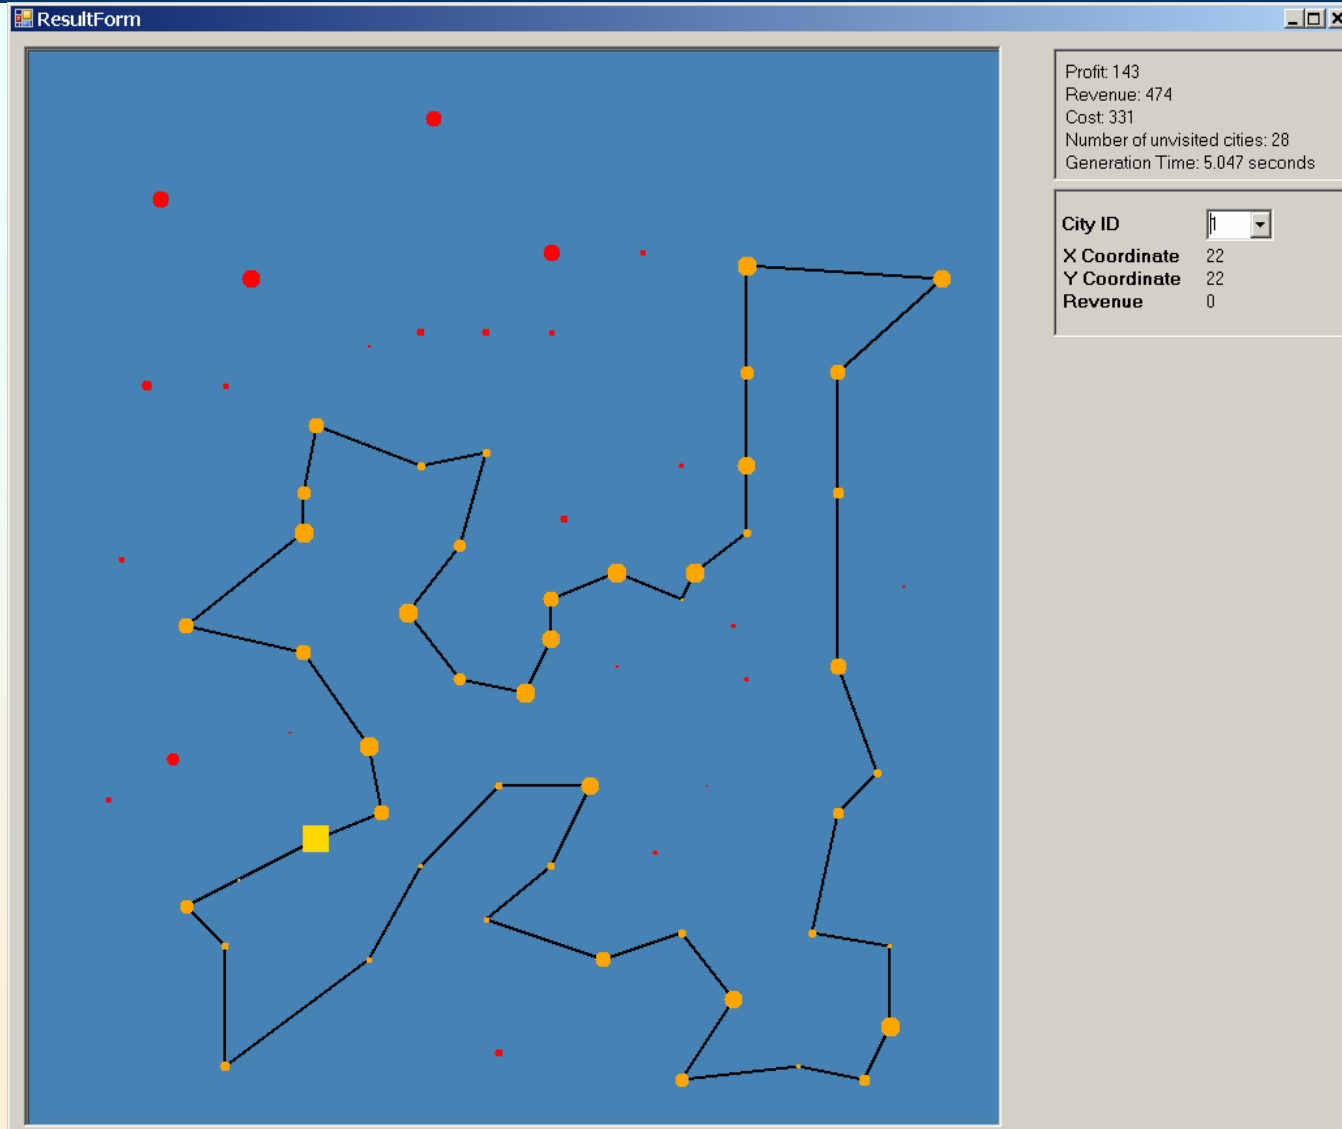 ResultForm
Profit: 143
Revenue: 474
Cost: 331
Number of unvisited cities: 28
Generation Time: 5.047 seconds
City ID 1
X Coordinate 22
Y Coordinate 22
Revenue 0